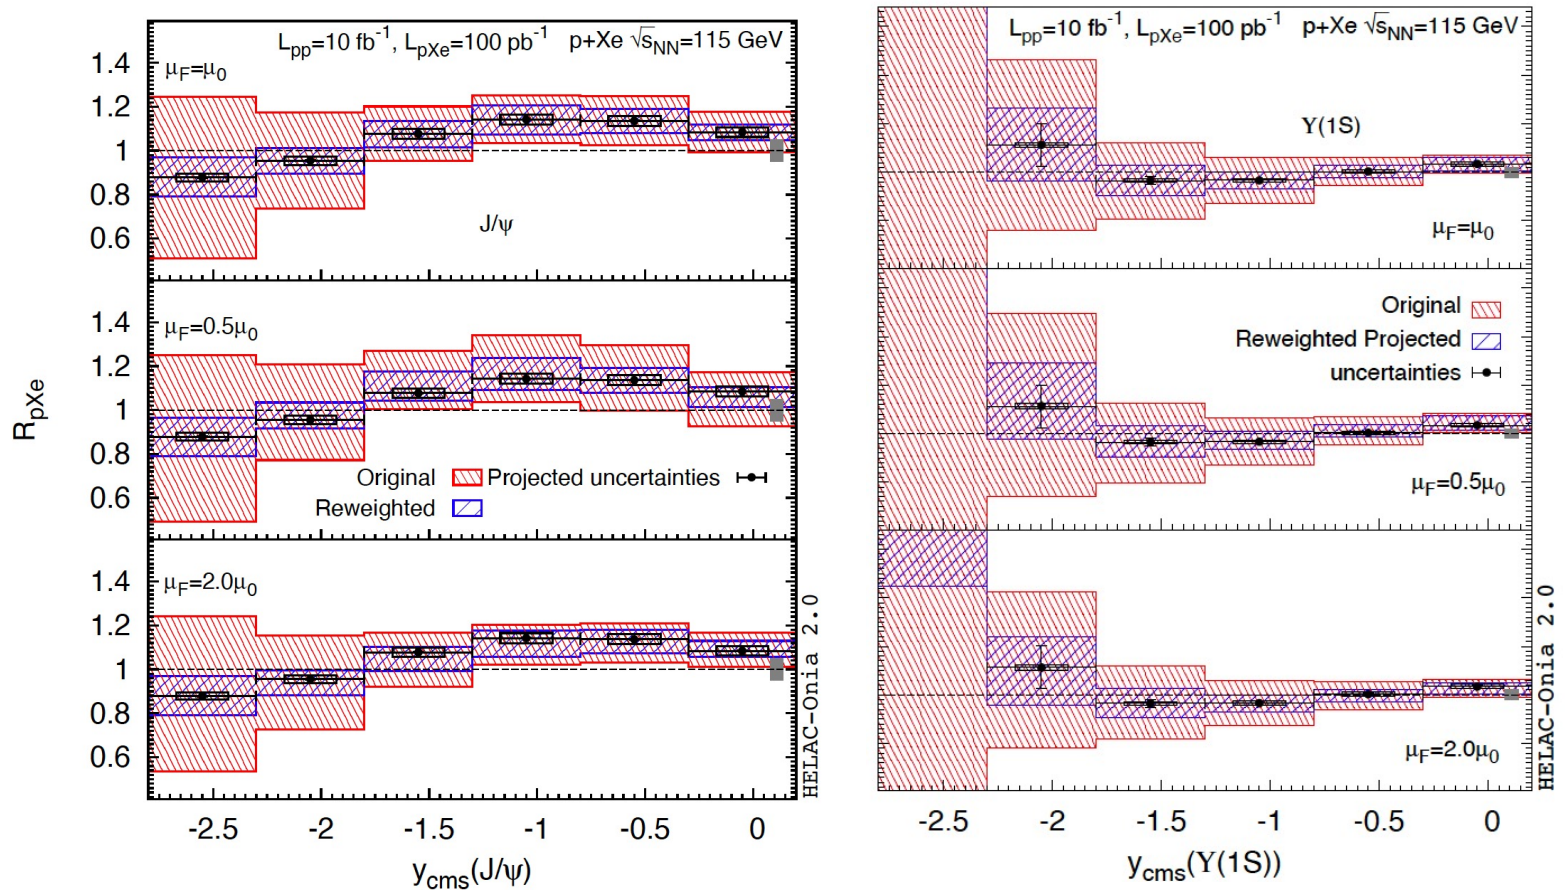 L_pp=10 fb^-1, L_pXe=100 pb^-1 p+Xe √s_NN=115 GeV
μ_F=μ_0
J/ψ
1.4
1.2
1
0.8
0.6
μ_F=0.5μ_0
Original Projected uncertainties
Reweighted
1.4
1.2
1
0.8
0.6
μ_F=2.0μ_0
1.4
1.2
1
0.8
0.6
R_pXe
HELAC-Onia 2.0
-2.5 -2 -1.5 -1 -0.5 0
y_cms(J/ψ)
L_pp=10 fb^-1, L_pXe=100 pb^-1 p+Xe √s_NN=115 GeV
Υ(1S)
μ_F=μ_0
Original
Reweighted Projected
uncertainties
μ_F=0.5μ_0
μ_F=2.0μ_0
HELAC-Onia 2.0
-2.5 -2 -1.5 -1 -0.5 0
y_cms(Υ(1S))